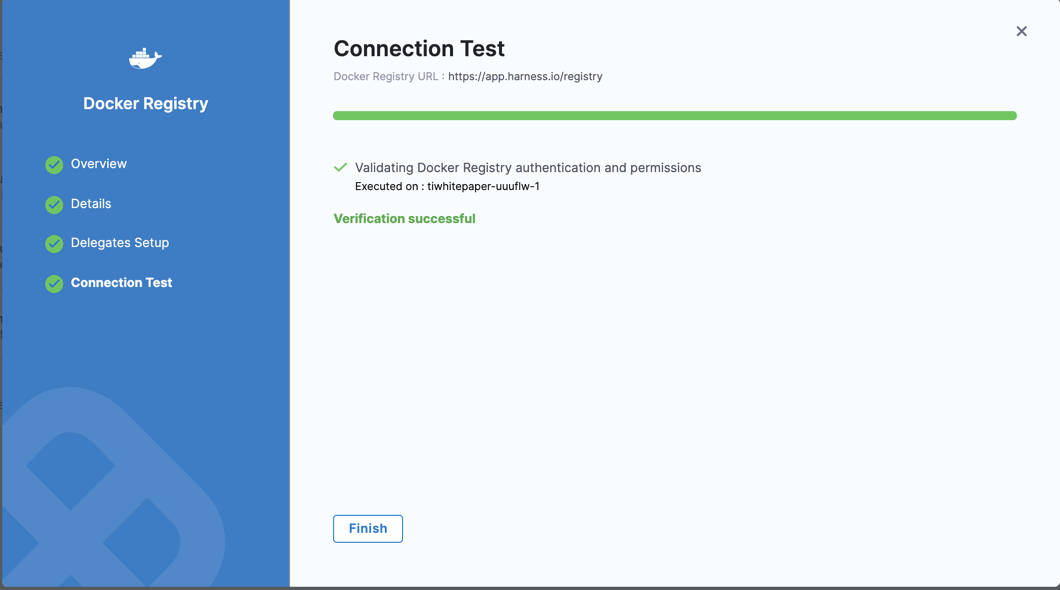 Docker Registry
Overview
Details
Delegates Setup
Connection Test
Connection Test
Docker Registry URL : https://app.harness.io/registry
Validating Docker Registry authentication and permissions
Executed on : tiwhitepaper-uuuflw-1
Verification successful
Finish